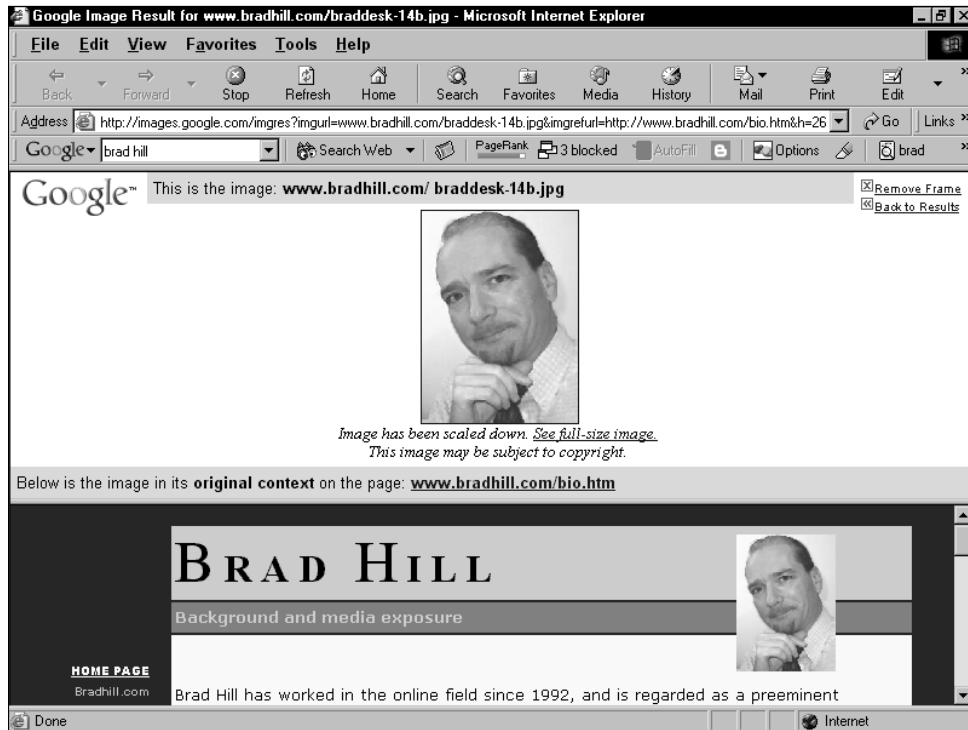 Google Image Result for www.bradhill.com/braddesk-14b.jpg - Microsoft Internet Explorer
File Edit View Favorites Tools Help
Back Forward Stop Refresh Home Search Favorites Media History Mail Print Edit
Address http://images.google.com/imgres?imgurl=www.bradhill.com/braddesk-14b.jpg&imgrefurl=http://www.bradhill.com/bio.htm&h=26 Go Links
Google brad hill Search Web PageRank 3 blocked AutoFill Options brad
Google™ This is the image: www.bradhill.com/ braddesk-14b.jpg Remove Frame
Back to Results
Image has been scaled down. See full-size image.
This image may be subject to copyright.
Below is the image in its original context on the page: www.bradhill.com/bio.htm
BRAD HILL
Background and media exposure
HOME PAGE
Bradhill.com
Brad Hill has worked in the online field since 1992, and is regarded as a preeminent
Done Internet